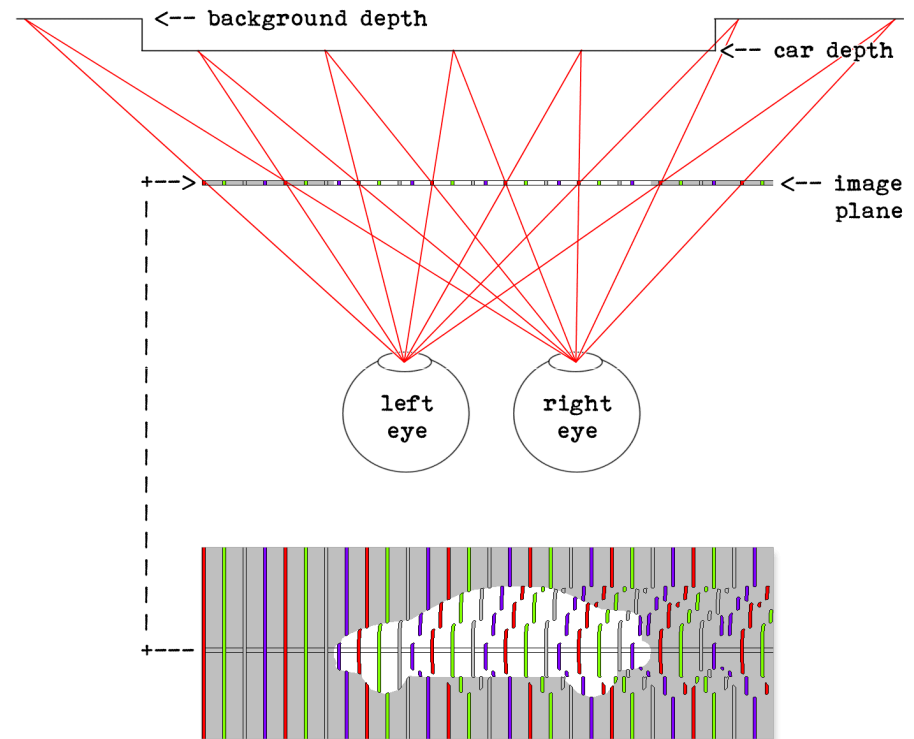 <-- background depth
<-- car depth
+--> <-- image
plane
left
eye
right
eye
+---